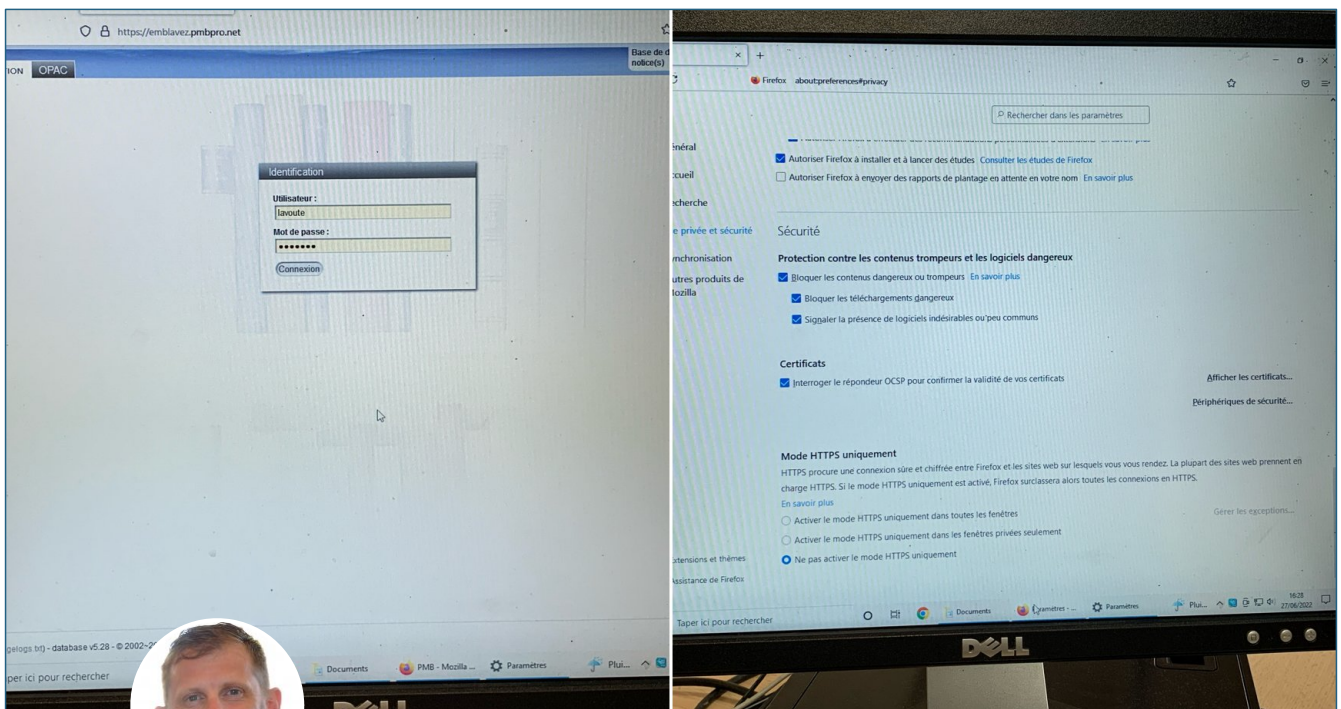 https://emblavez.pmbpro.net
Base de d
notice(s)
ION
OPAC
Identification
Utilisateur :
lavoute
Mot de passe :
•••••••
Connexion
gelogs.txt) - database v5.28 - © 2002-2
per ici pour rechercher
Documents
PMB - Mozilla ...
Paramètres
Plui...
DELL
Firefox about:preferences#privacy
Rechercher dans les paramètres
énéral
ccueil
echerche
e privée et sécurité
nchronisation
utres produits de
lozilla
xtensions et thèmes
Assistance de Firefox
Autoriser Firefox à installer et à lancer des études Consulter les études de Firefox
Autoriser Firefox à envoyer des rapports de plantage en attente en votre nom En savoir plus
Sécurité
Protection contre les contenus trompeurs et les logiciels dangereux
Bloquer les contenus dangereux ou trompeurs En savoir plus
Bloquer les téléchargements dangereux
Signaler la présence de logiciels indésirables ou peu communs
Certificats
Interroger le répondeur OCSP pour confirmer la validité de vos certificats
Afficher les certificats...
Périphériques de sécurité...
Mode HTTPS uniquement
HTTPS procure une connexion sûre et chiffrée entre Firefox et les sites web sur lesquels vous vous rendez. La plupart des sites web prennent en
charge HTTPS. Si le mode HTTPS uniquement est activé, Firefox surclassera alors toutes les connexions en HTTPS.
En savoir plus
Activer le mode HTTPS uniquement dans toutes les fenêtres
Gérer les exceptions...
Activer le mode HTTPS uniquement dans les fenêtres privées seulement
Ne pas activer le mode HTTPS uniquement
Taper ici pour rechercher
Documents
Paramètres - ...
Paramètres
Plui...
16:28
27/06/2022
DELL